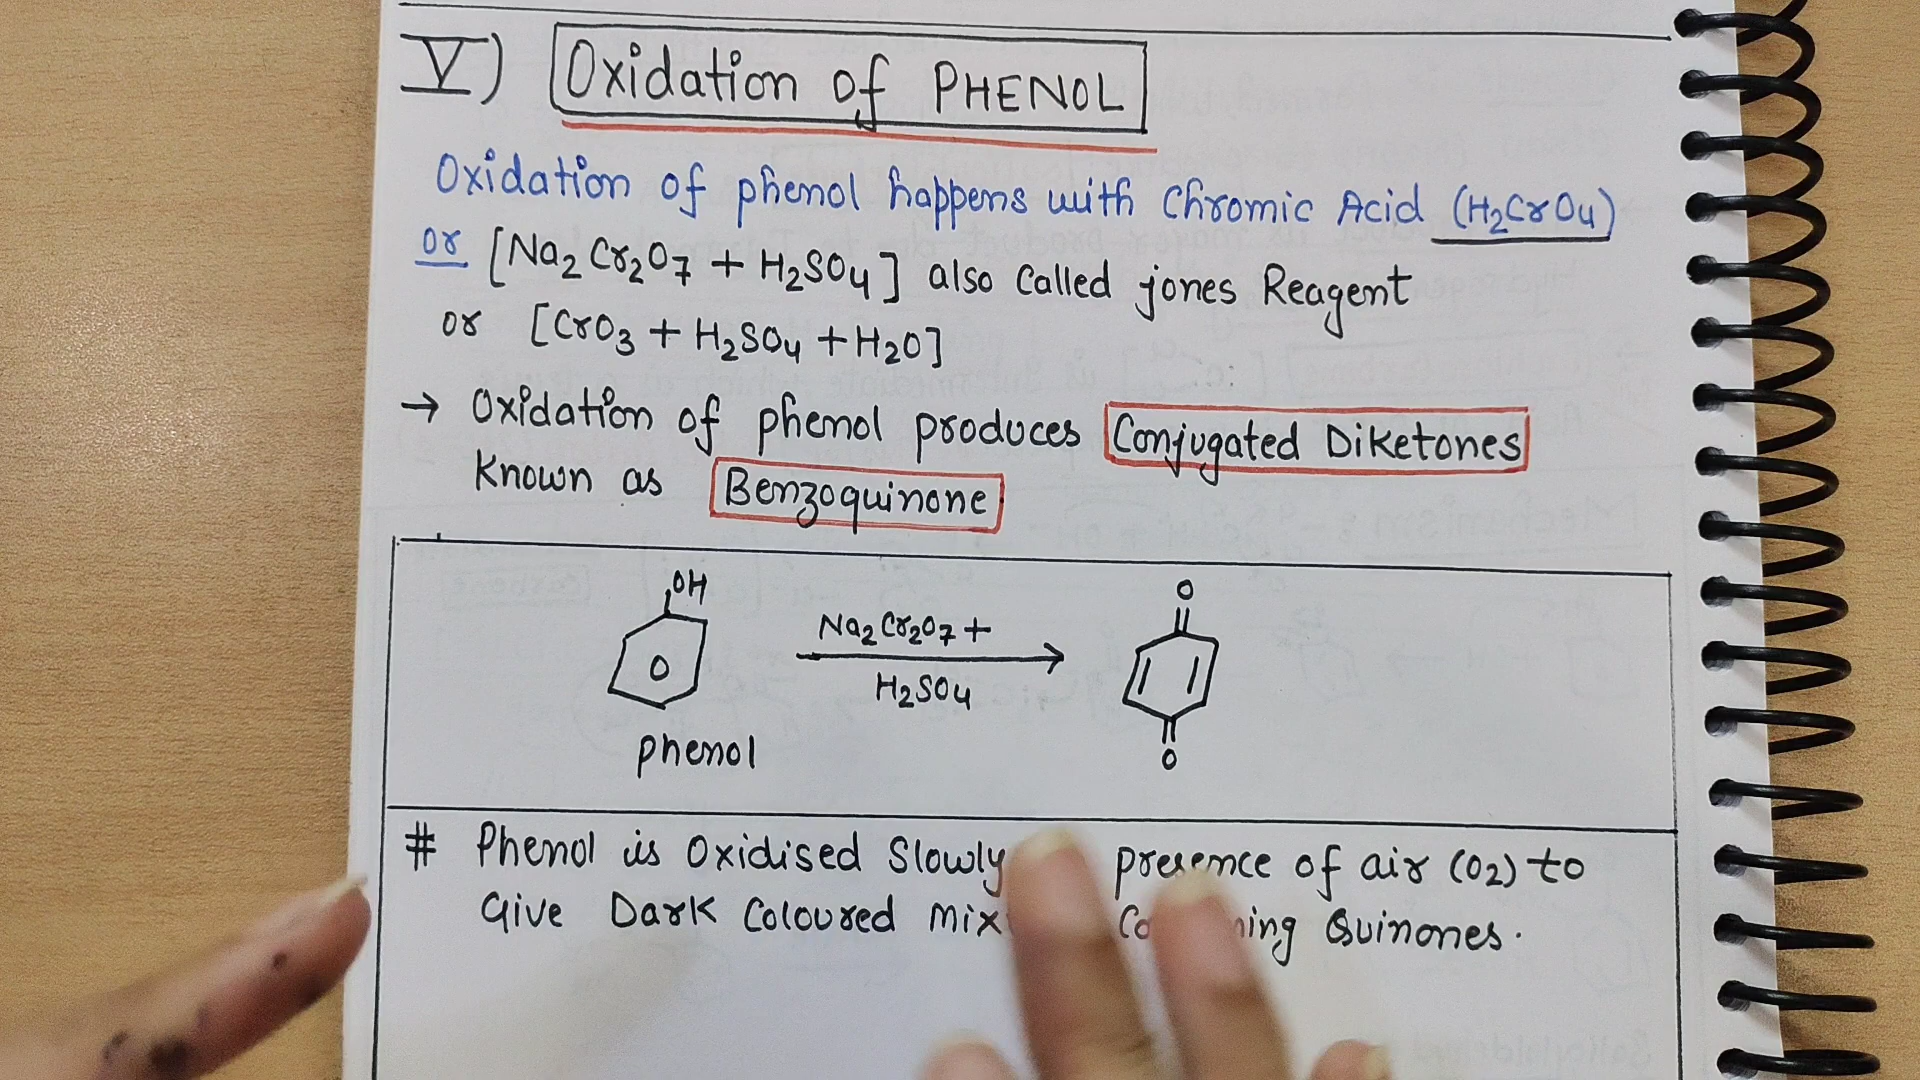 V) Oxidation of PHENOL
Oxidation of phenol happens with Chromic Acid (H2CrO4)
or [Na2Cr2O7 + H2SO4] also called jones Reagent
or [CrO3 + H2SO4 + H2O]
→ Oxidation of phenol produces Conjugated Diketones
Known as Benzoquinone
OH
O
Na2Cr2O7 +
H2SO4
O
phenol
# Phenol is Oxidised Slowly presence of air (O2) to
Give Dark Coloured Quinones.